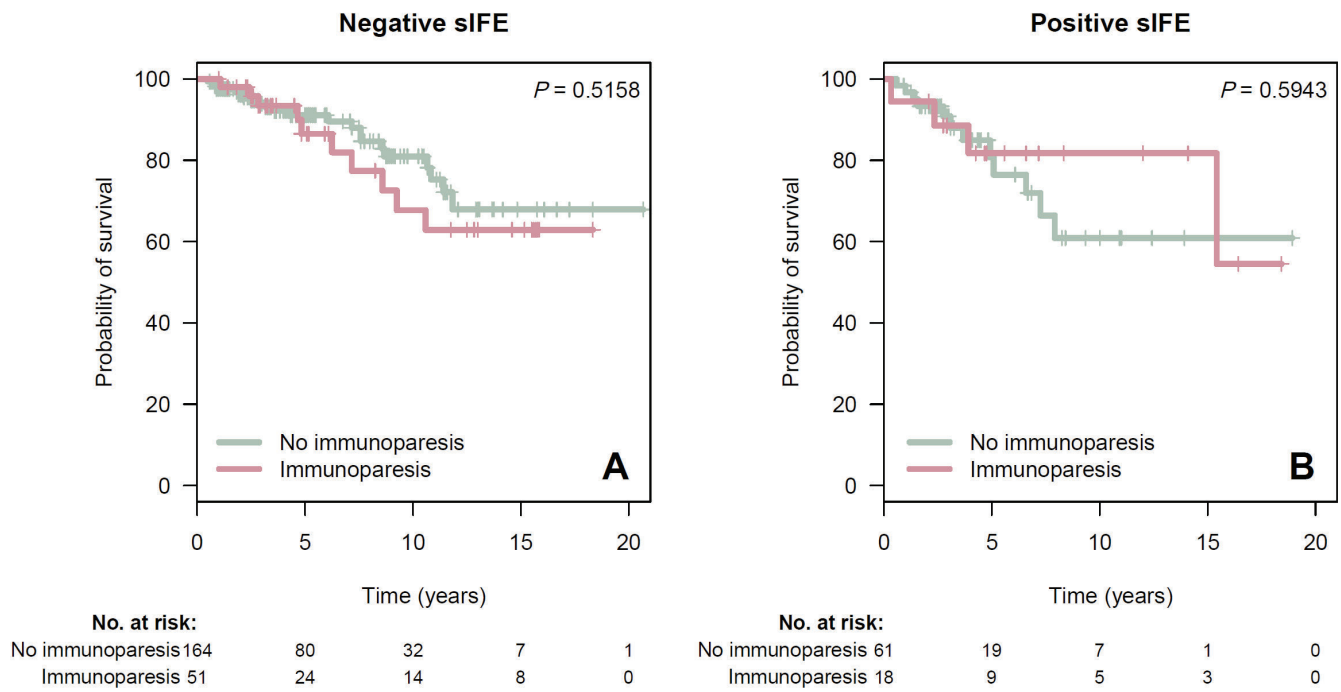 Negative sIFE
Positive sIFE
P = 0.5158
P = 0.5943
Probability of survival
100
80
60
40
20
0
No immunoparesis
Immunoparesis
A
0 5 10 15 20
Time (years)
Probability of survival
100
80
60
40
20
0
No immunoparesis
Immunoparesis
B
0 5 10 15 20
Time (years)
No. at risk:
No immunoparesis 164 80 32 7 1
Immunoparesis 51 24 14 8 0
No. at risk:
No immunoparesis 61 19 7 1 0
Immunoparesis 18 9 5 3 0